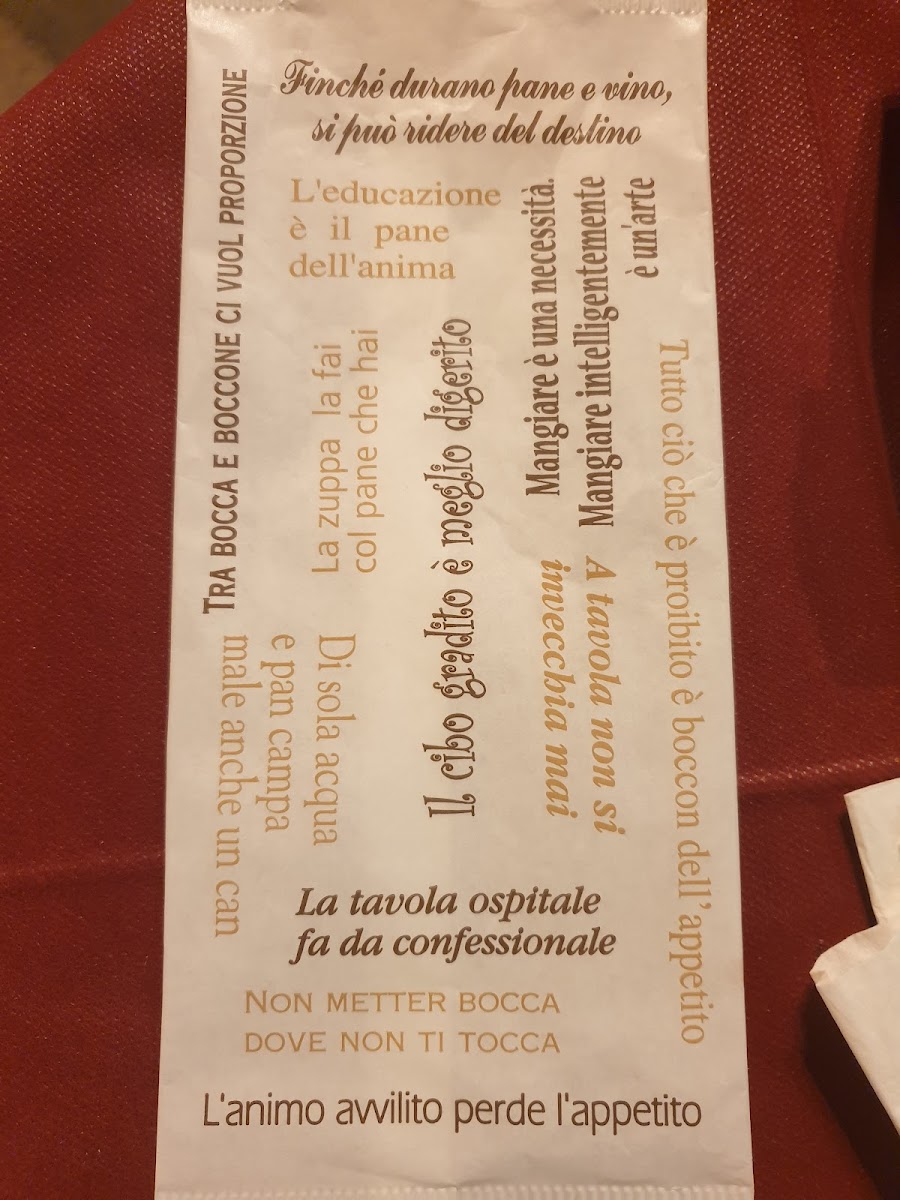 Finché durano pane e vino,
si può ridere del destino
TRA BOCCA E BOCCONE CI VUOL PROPORZIONE
L'educazione
è il pane
dell'anima
Mangiare è una necessità.
Mangiare intelligentemente
è un'arte
La zuppa la fai
col pane che hai
Il cibo gradito è meglio digerito
Tutto ciò che è proibito è boccon dell'appetito
A tavola non si
invecchia mai
Di sola acqua
e pan campa
male anche un can
La tavola ospitale
fa da confessionale
NON METTER BOCCA
DOVE NON TI TOCCA
L'animo avvilito perde l'appetito